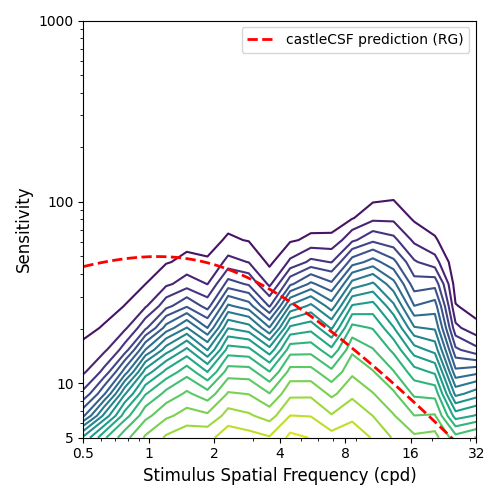 1000
castleCSF prediction (RG)
100
10
5
Sensitivity
0.5 1 2 4 8 16 32
Stimulus Spatial Frequency (cpd)